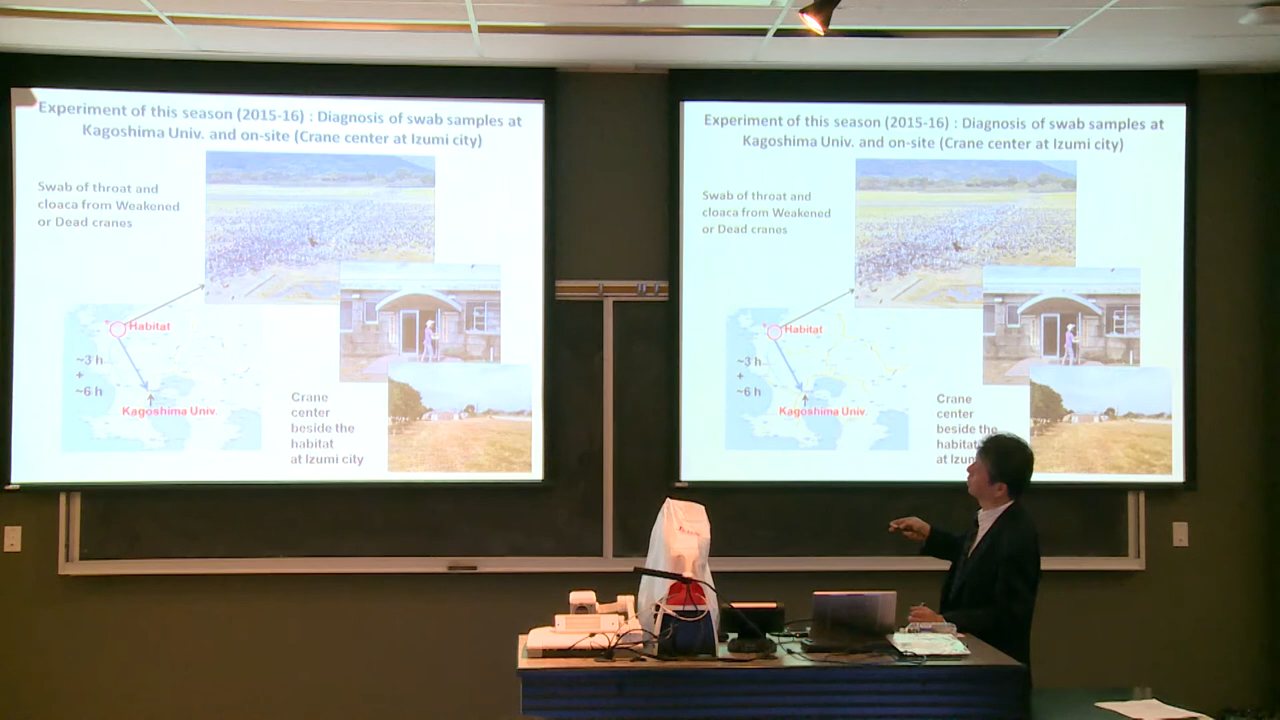 Experiment of this season (2015-16) : Diagnosis of swab samples at
Kagoshima Univ. and on-site (Crane center at Izumi city)
Swab of throat and
cloaca from Weakened
or Dead cranes
Habitat
~3 h
+
~6 h
Kagoshima Univ.
Crane
center
beside the
habitat
at Izumi city
Experiment of this season (2015-16) : Diagnosis of swab samples at
Kagoshima Univ. and on-site (Crane center at Izumi city)
Swab of throat and
cloaca from Weakened
or Dead cranes
Habitat
~3 h
+
~6 h
Kagoshima Univ.
Crane
center
beside the
habitat
at Izum